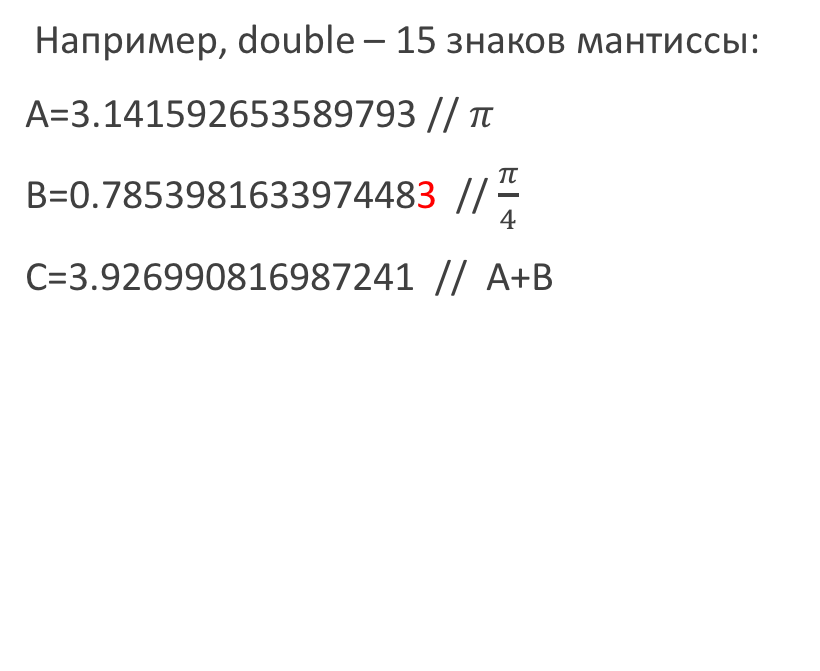 Например, double – 15 знаков мантиссы:
A=3.141592653589793 // π
B=0.7853981633974483 // π/4
C=3.926990816987241 // A+B